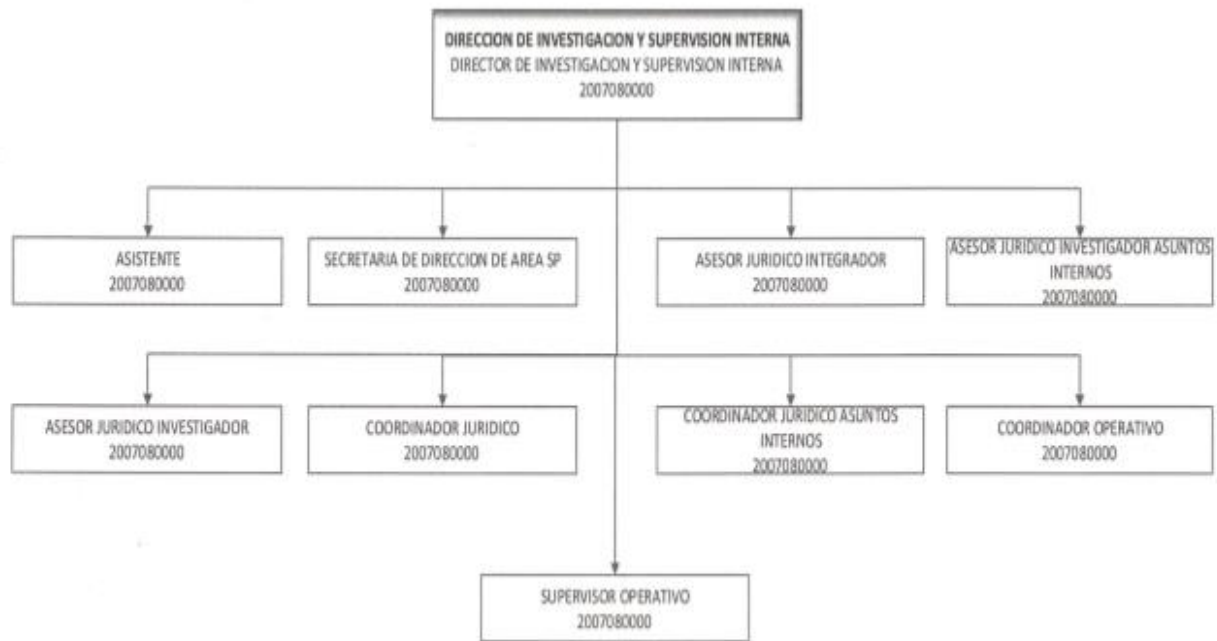 DIRECCION DE INVESTIGACION Y SUPERVISION INTERNA
DIRECTOR DE INVESTIGACION Y SUPERVISION INTERNA
2007080000
ASISTENTE
2007080000
SECRETARIA DE DIRECCION DE AREA SP
2007080000
ASESOR JURIDICO INTEGRADOR
2007080000
ASESOR JURIDICO INVESTIGADOR ASUNTOS
INTERNOS
2007080000
ASESOR JURIDICO INVESTIGADOR
2007080000
COORDINADOR JURIDICO
2007080000
COORDINADOR JURIDICO ASUNTOS
INTERNOS
2007080000
COORDINADOR OPERATIVO
2007080000
SUPERVISOR OPERATIVO
2007080000